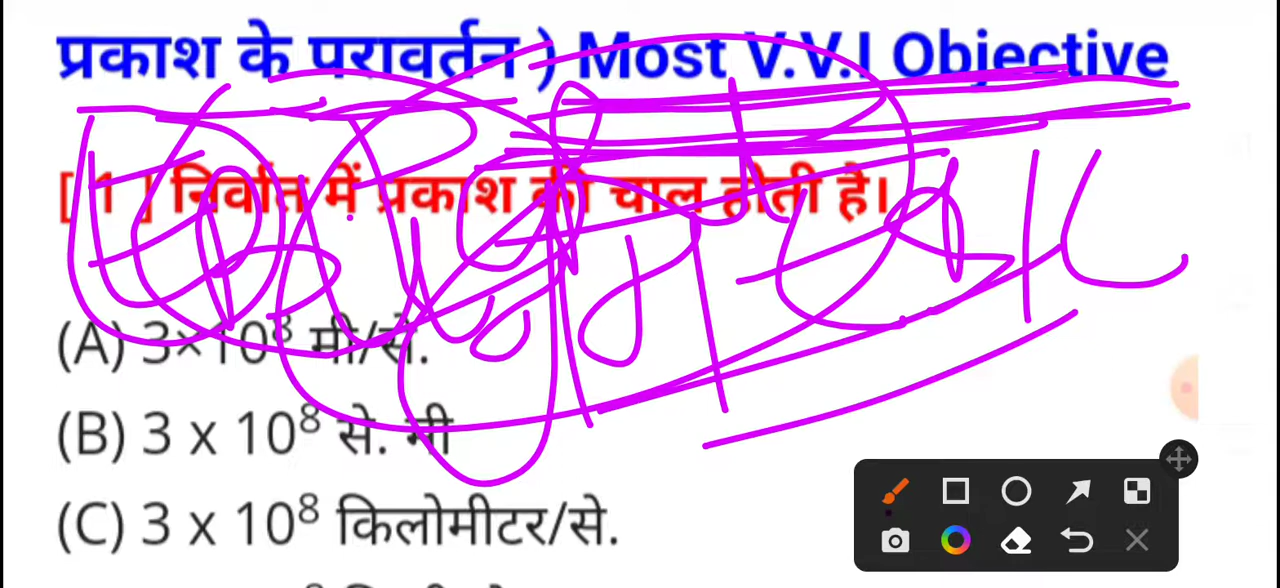 प्रकाश के परावर्तन ) Most V.V.I Objective
[ 1 ] निर्वात में प्रकाश की चाल होती है।
(A) 3×10⁸ मी/से.
(B) 3 x 10⁸ से. मी
(C) 3 x 10⁸ किलोमीटर/से.